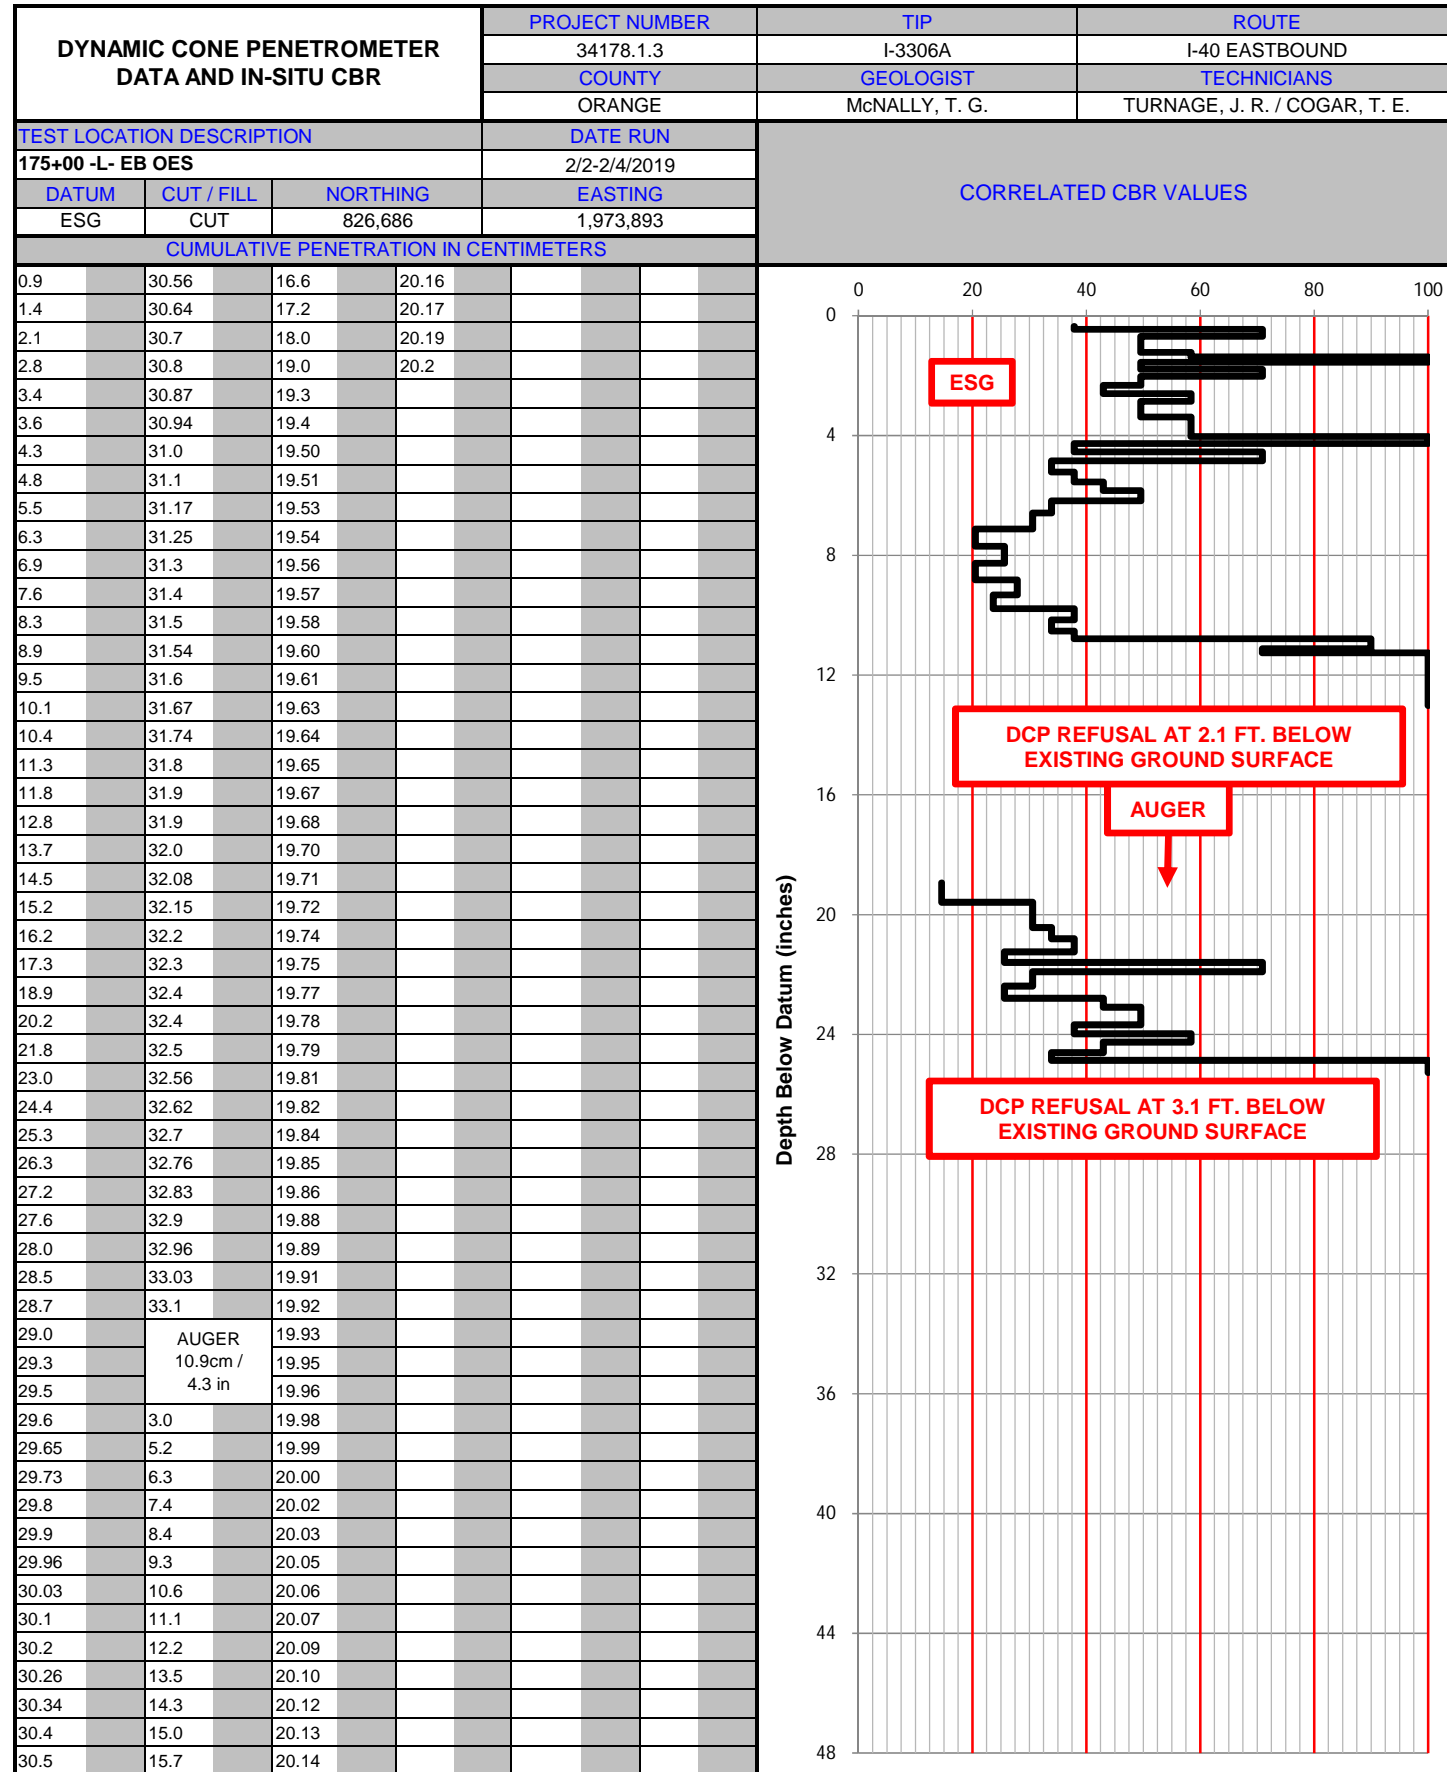 DYNAMIC CONE PENETROMETER
DATA AND IN-SITU CBR
PROJECT NUMBER TIP ROUTE
34178.1.3 I-3306A I-40 EASTBOUND
COUNTY GEOLOGIST TECHNICIANS
ORANGE McNALLY, T. G. TURNAGE, J. R. / COGAR, T. E.
TEST LOCATION DESCRIPTION DATE RUN
175+00 -L- EB OES 2/2-2/4/2019
DATUM CUT / FILL NORTHING EASTING
ESG CUT 826,686 1,973,893
CUMULATIVE PENETRATION IN CENTIMETERS
0.9 30.56 16.6 20.16
1.4 30.64 17.2 20.17
2.1 30.7 18.0 20.19
2.8 30.8 19.0 20.2
3.4 30.87 19.3
3.6 30.94 19.4
4.3 31.0 19.50
4.8 31.1 19.51
5.5 31.17 19.53
6.3 31.25 19.54
6.9 31.3 19.56
7.6 31.4 19.57
8.3 31.5 19.58
8.9 31.54 19.60
9.5 31.6 19.61
10.1 31.67 19.63
10.4 31.74 19.64
11.3 31.8 19.65
11.8 31.9 19.67
12.8 31.9 19.68
13.7 32.0 19.70
14.5 32.08 19.71
15.2 32.15 19.72
16.2 32.2 19.74
17.3 32.3 19.75
18.9 32.4 19.77
20.2 32.4 19.78
21.8 32.5 19.79
23.0 32.56 19.81
24.4 32.62 19.82
25.3 32.7 19.84
26.3 32.76 19.85
27.2 32.83 19.86
27.6 32.9 19.88
28.0 32.96 19.89
28.5 33.03 19.91
28.7 33.1 19.92
29.0 AUGER 19.93
29.3 10.9cm / 19.95
29.5 4.3 in 19.96
29.6 3.0 19.98
29.65 5.2 19.99
29.73 6.3 20.00
29.8 7.4 20.02
29.9 8.4 20.03
29.96 9.3 20.05
30.03 10.6 20.06
30.1 11.1 20.07
30.2 12.2 20.09
30.26 13.5 20.10
30.34 14.3 20.12
30.4 15.0 20.13
30.5 15.7 20.14
CORRELATED CBR VALUES
0 20 40 60 80 100
0
ESG
4
8
12
DCP REFUSAL AT 2.1 FT. BELOW
EXISTING GROUND SURFACE
16
AUGER
20
24
DCP REFUSAL AT 3.1 FT. BELOW
EXISTING GROUND SURFACE
28
32
36
40
44
48
Depth Below Datum (inches)